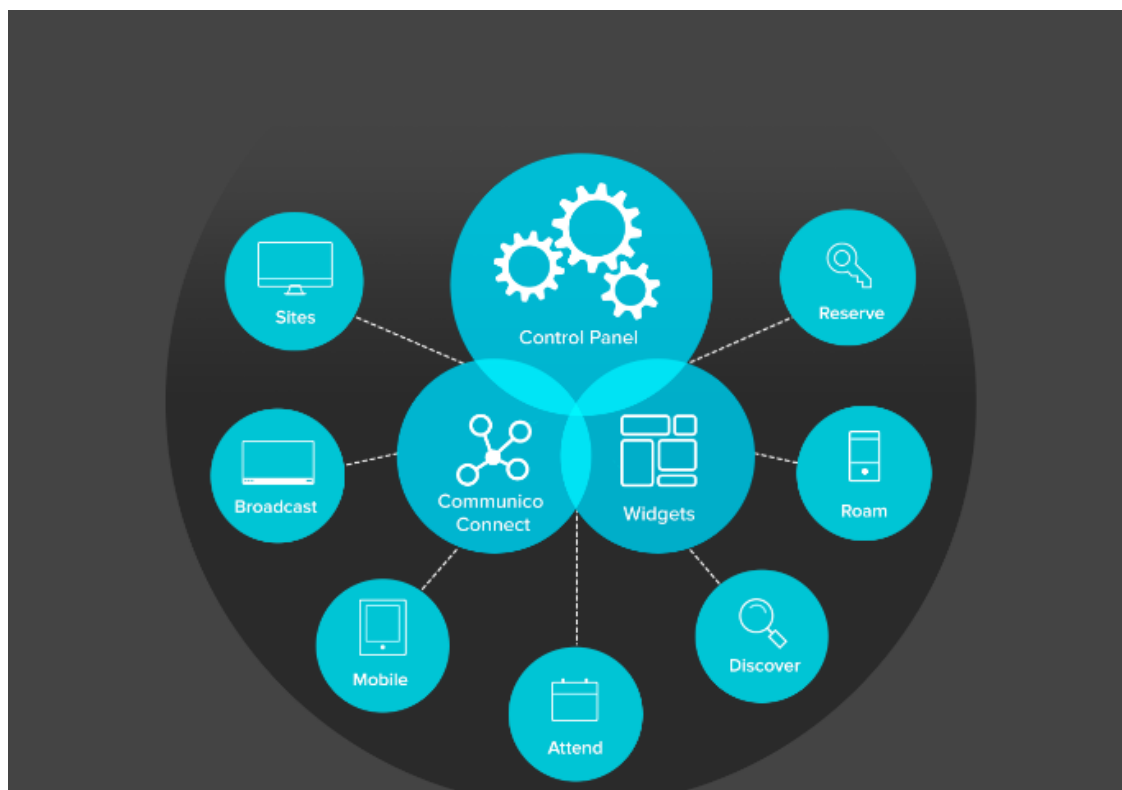 Control Panel
Sites
Reserve
Communico
Connect
Widgets
Broadcast
Roam
Mobile
Discover
Attend